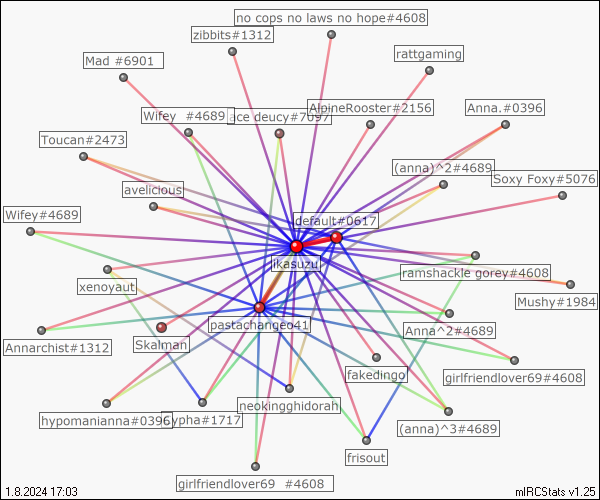 no cops no laws no hope#4608
zibbits#1312
rattgaming
Mad #6901
AlpineRooster#2156
Anna.#0396
Wifey #4689
ace deucy#7097
Toucan#2473
(anna)^2#4689
Soxy Foxy#5076
avelicious
Wifey#4689
default#0617
ikasuzu
ramshackle gorey#4608
xenoyaut
Mushy#1984
pastachangeo41
Anna^2#4689
Annarchist#1312
Skalman
fakedingo
girlfriendlover69#4608
neokingghidorah
hypomanianna#0396
cypha#1717
(anna)^3#4689
frisout
girlfriendlover69 #4608
1.8.2024 17:03
mIRCStats v1.25